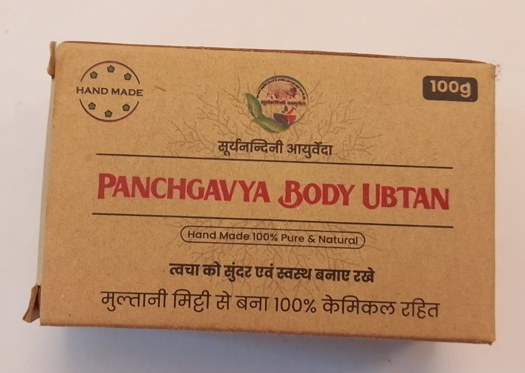 HAND MADE
100g
सूर्यनन्दिनी आयुर्वेदा
PANCHGAVYA BODY UBTAN
Hand Made 100% Pure & Natural
त्वचा को सुंदर एवं स्वस्थ बनाए रखे
मुल्तानी मिट्टी से बना 100% केमिकल रहित